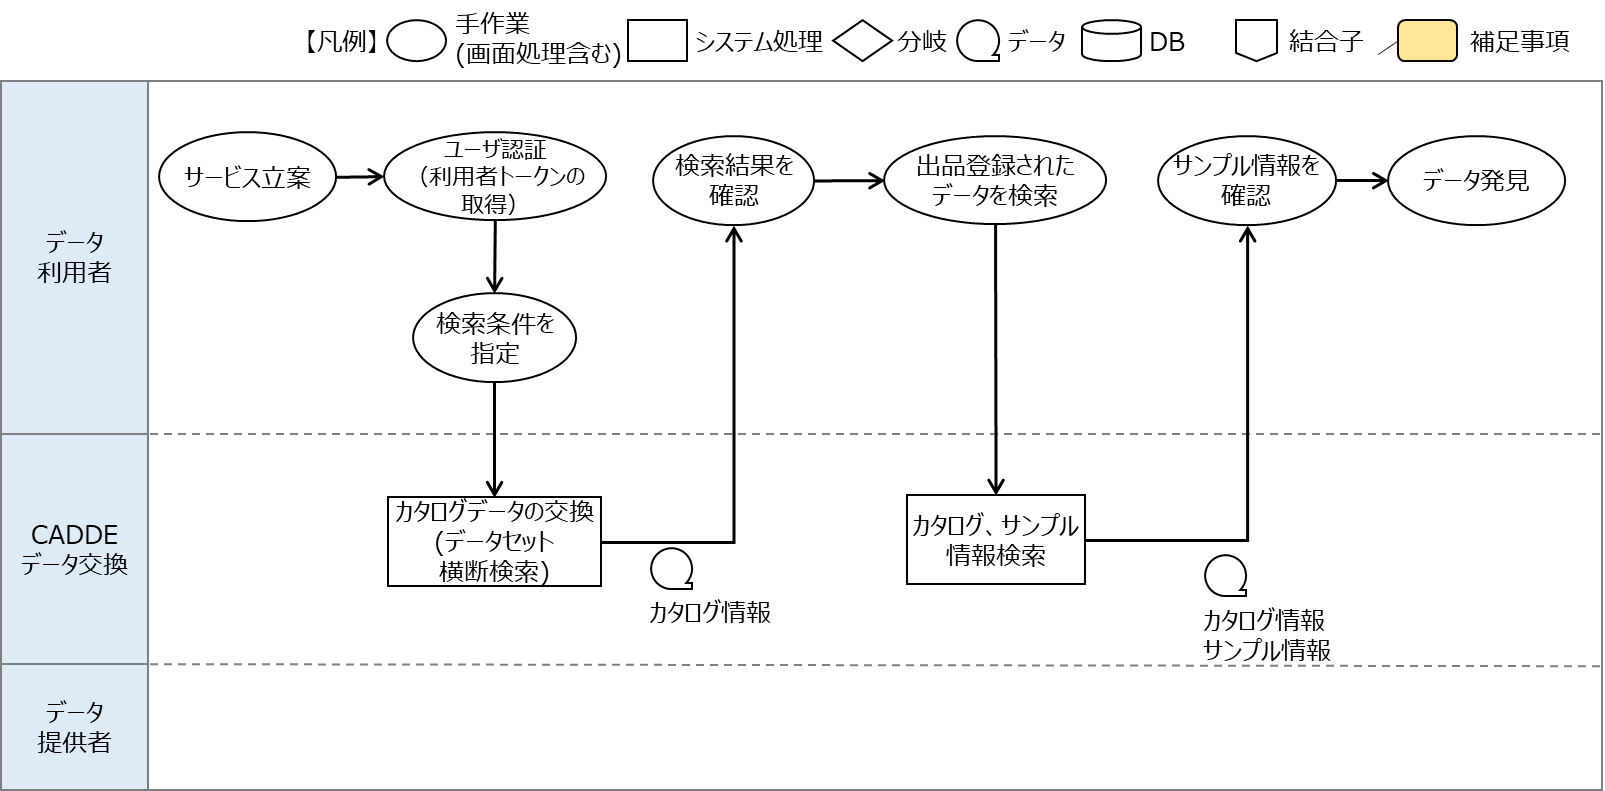 【凡例】
手作業
(画面処理含む)
システム処理
分岐
データ
DB
結合子
補足事項
データ
利用者
サービス立案
ユーザ認証
（利用者トークンの
取得）
検索条件を
指定
検索結果を
確認
出品登録された
データを検索
サンプル情報を
確認
データ発見
CADDE
データ交換
カタログデータの交換
(データセット
横断検索)
カタログ情報
カタログ、サンプル
情報検索
カタログ情報
サンプル情報
データ
提供者